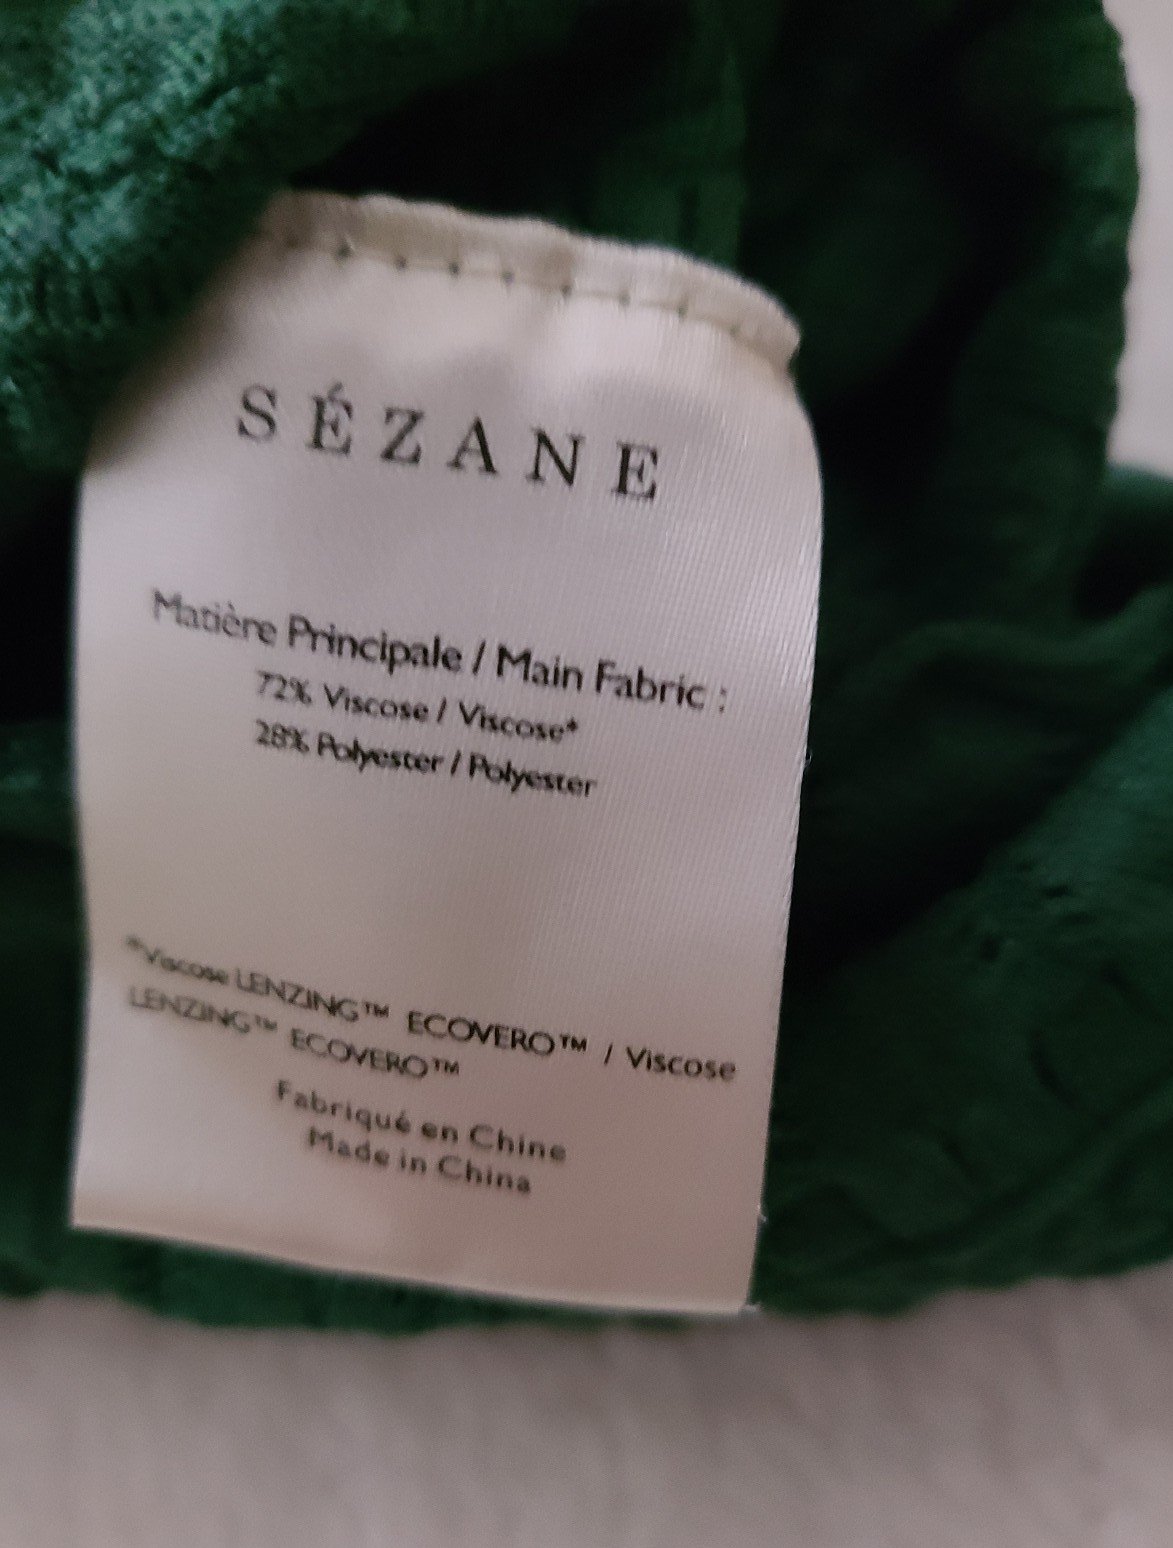 SÉZANE
Matière Principale / Main Fabric :
72% Viscose / Viscose*
28% Polyester / Polyester
*Viscose LENZING™ ECOVERO™ / Viscose
LENZING™ ECOVERO™
Fabriqué en Chine
Made in China